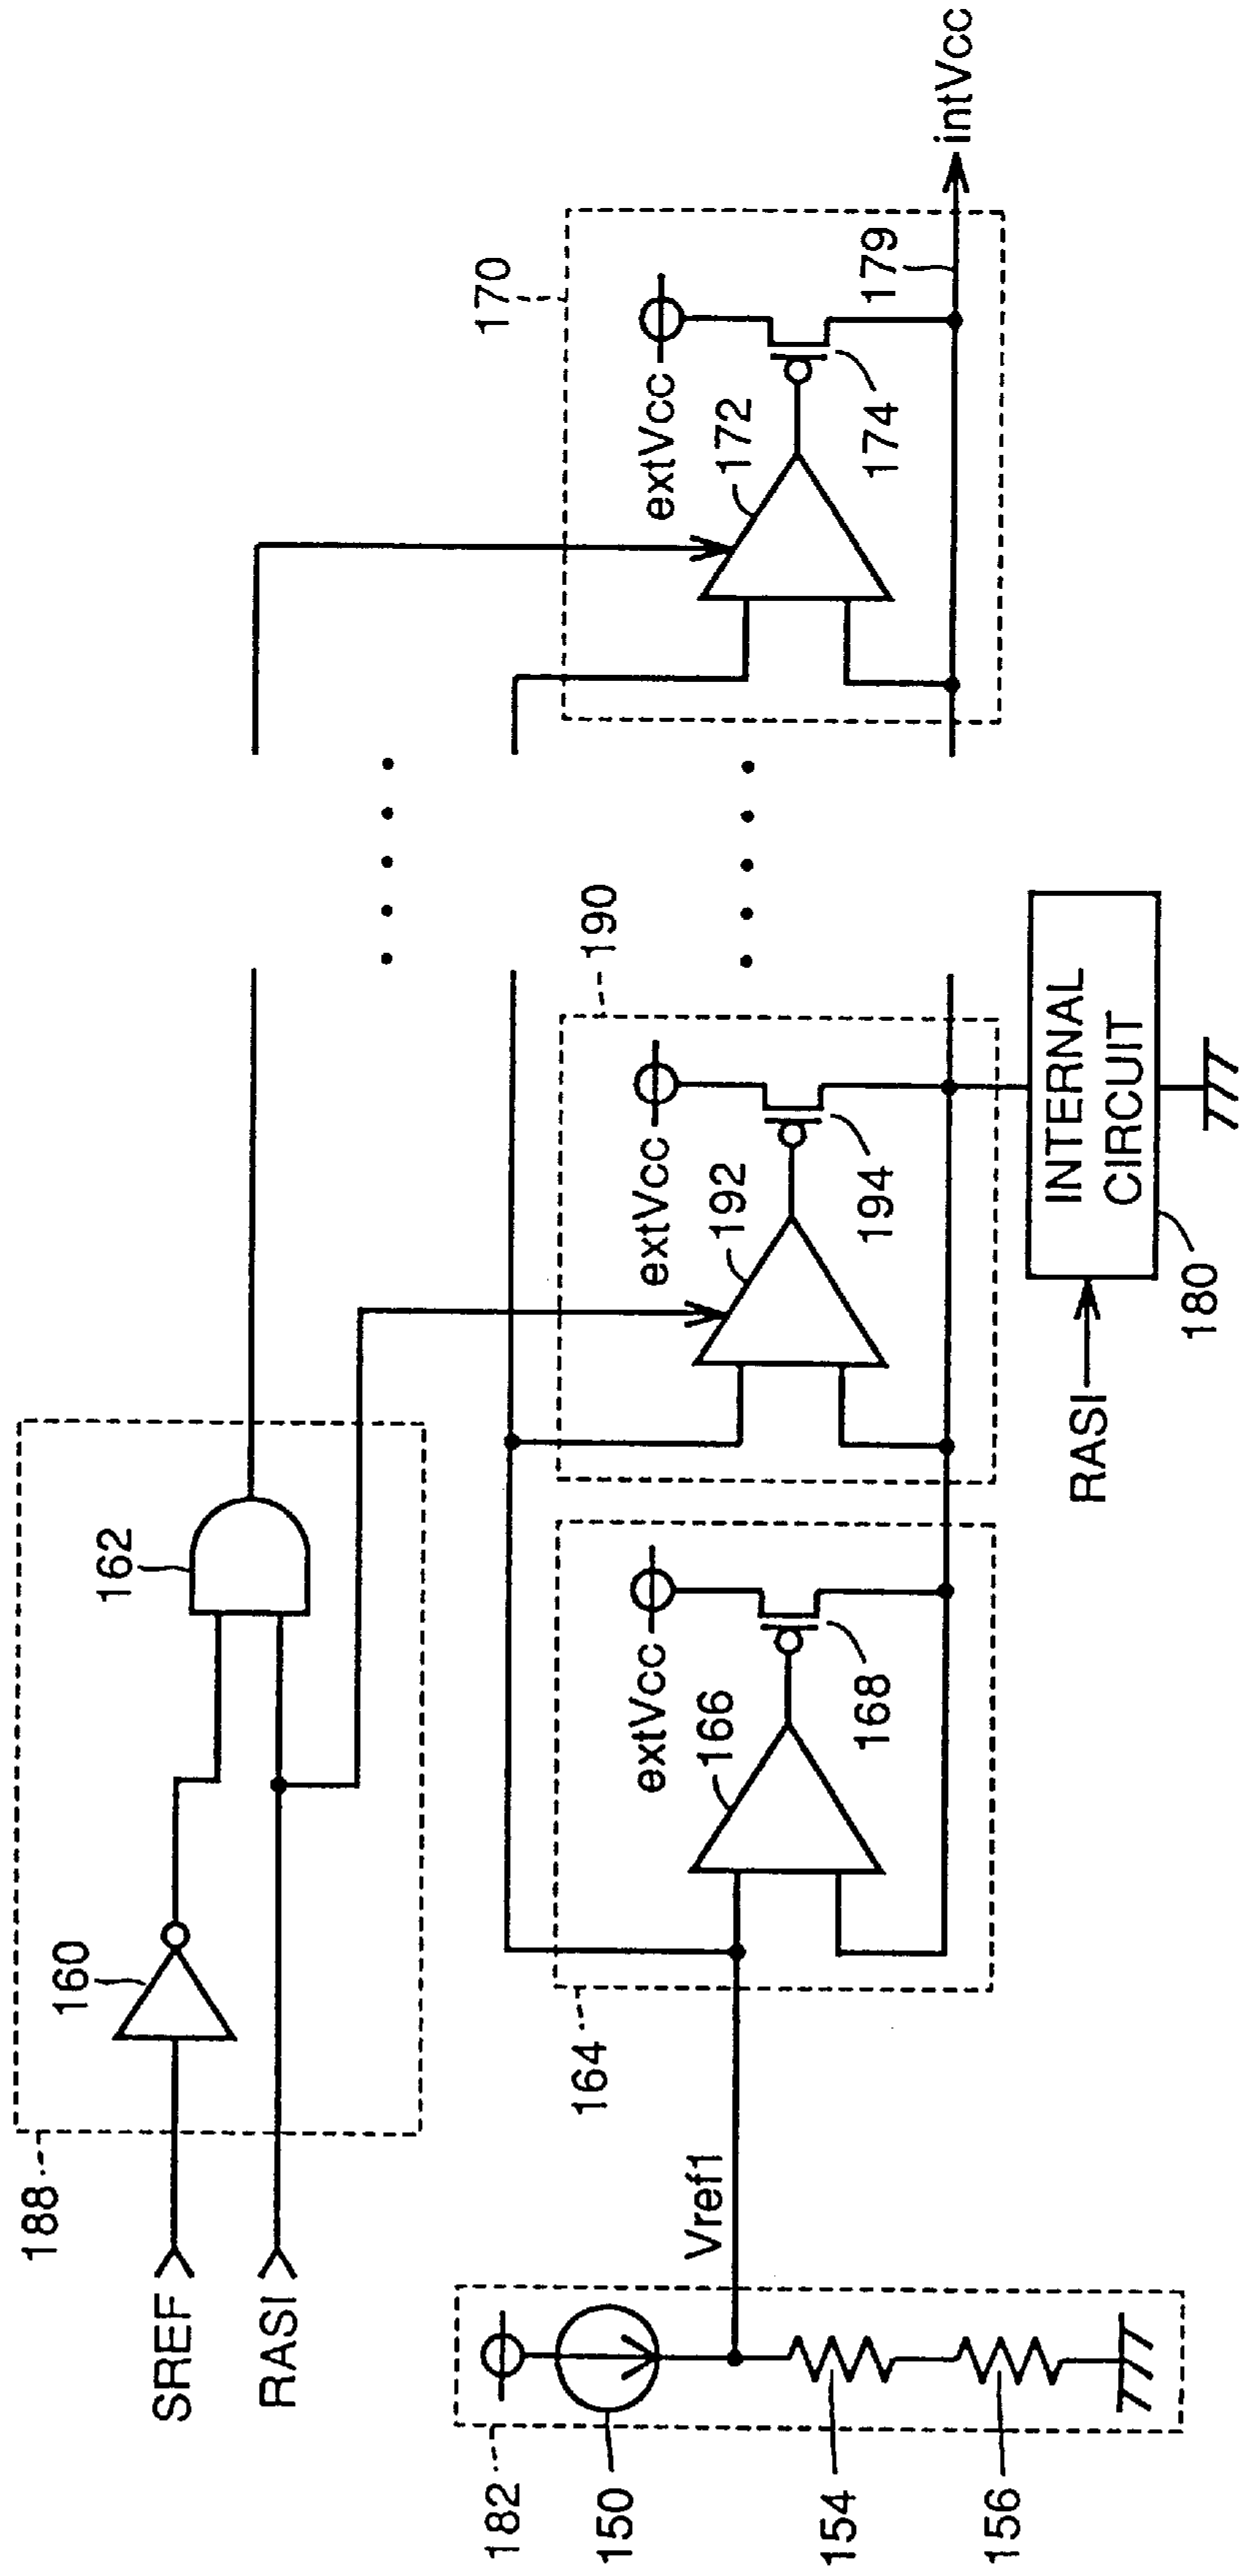 188
SREF
RASI
160
162
182
150
154
156
Vref1
164
166
extVcc
168
190
192
extVcc
194
RASI
180
INTERNAL
CIRCUIT
170
172
extVcc
174
179
intVcc